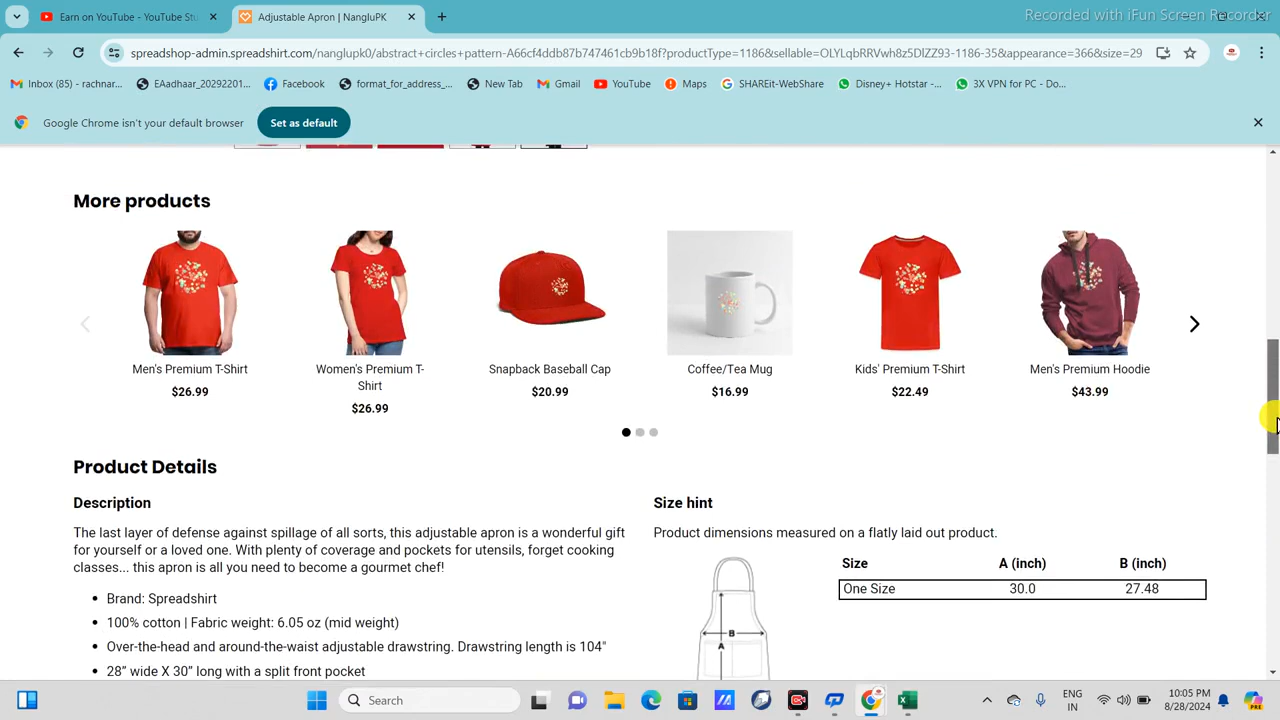 Earn on YouTube - YouTube Stu
Adjustable Apron | NangluPK
Recorded with iFun Screen Recorder
spreadshop-admin.spreadshirt.com/nanglupk0/abstract+circles+pattern-A66cf4ddb87b747461cb9b18f?productType=1186&sellable=OLYLqbRRVwh8z5DlZZ93-1186-35&appearance=366&size=29
Inbox (85) - rachnar...
EAadhaar_20292201...
Facebook
format_for_address_...
New Tab
Gmail
YouTube
Maps
SHAREit-WebShare
Disney+ Hotstar -...
3X VPN for PC - Do...
Google Chrome isn't your default browser
Set as default
More products
Men's Premium T-Shirt
$26.99
Women's Premium T-
Shirt
$26.99
Snapback Baseball Cap
$20.99
Coffee/Tea Mug
$16.99
Kids' Premium T-Shirt
$22.49
Men's Premium Hoodie
$43.99
Product Details
Description
The last layer of defense against spillage of all sorts, this adjustable apron is a wonderful gift
for yourself or a loved one. With plenty of coverage and pockets for utensils, forget cooking
classes... this apron is all you need to become a gourmet chef!
• Brand: Spreadshirt
• 100% cotton | Fabric weight: 6.05 oz (mid weight)
• Over-the-head and around-the-waist adjustable drawstring. Drawstring length is 104"
• 28” wide X 30” long with a split front pocket
Size hint
Product dimensions measured on a flatly laid out product.
Size A (inch) B (inch)
One Size 30.0 27.48
B
A
Search
ENG
IN
10:05 PM
8/28/2024